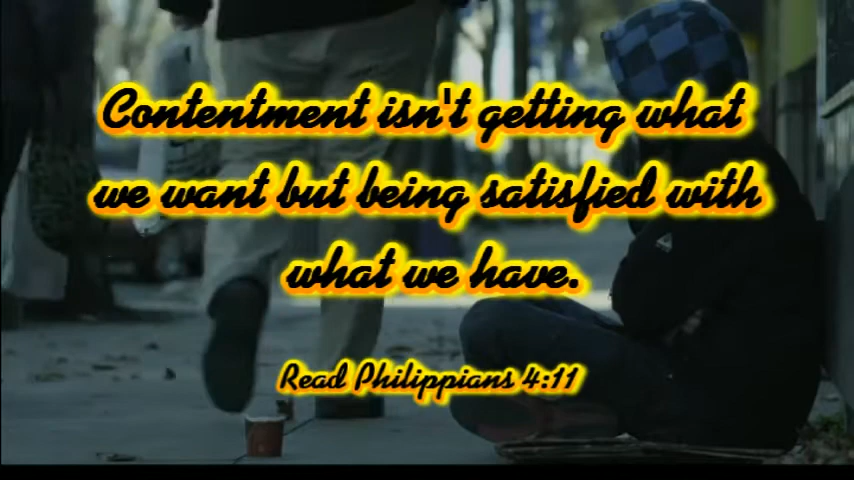 Contentment isn't getting what
we want but being satisfied with
what we have.
Read Philippians 4:11